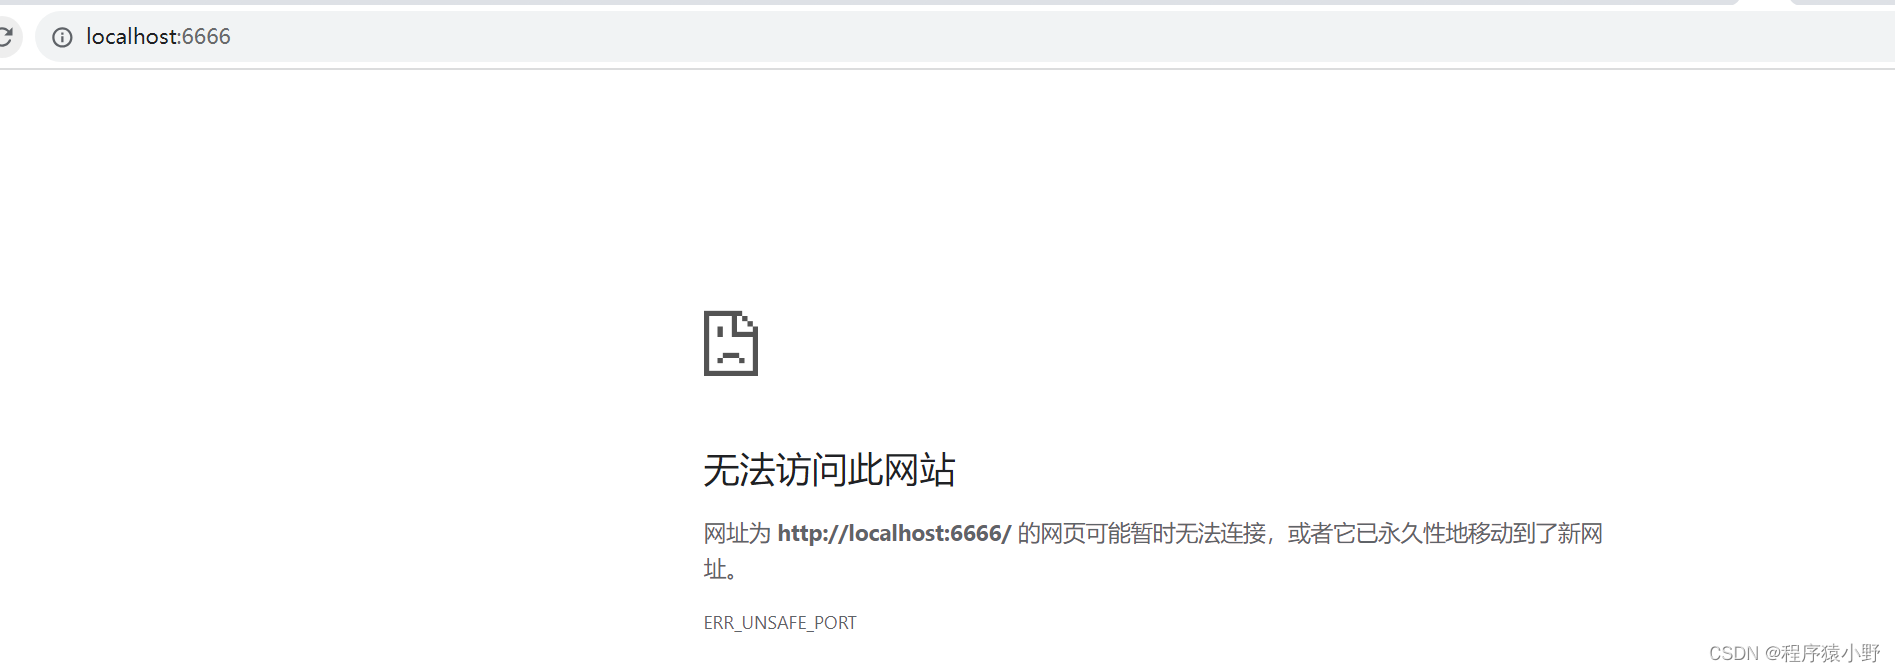 localhost:6666
无法访问此网站
网址为 http://localhost:6666/ 的网页可能暂时无法连接，或者它已永久性地移动到了新网
址。
ERR_UNSAFE_PORT
CSDN @程序猿小野